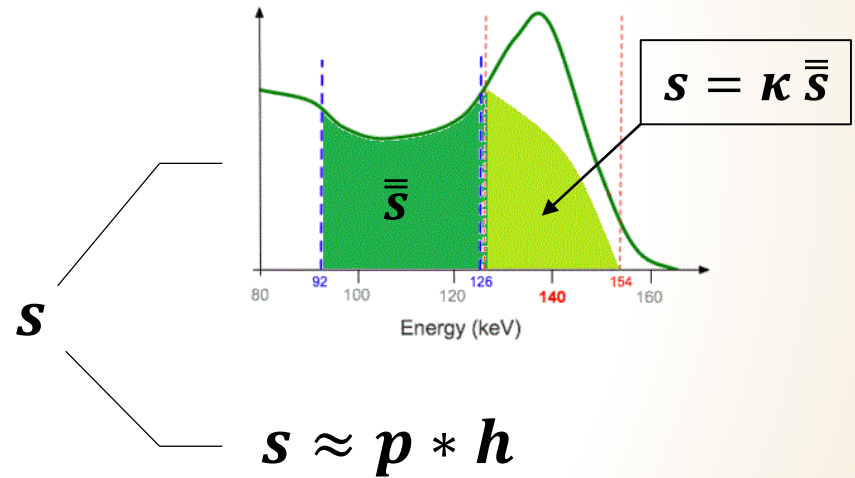 s = κ s̿
s̿
80 92 100 120 126 140 154 160
Energy (keV)
s
s ≈ p ∗ h